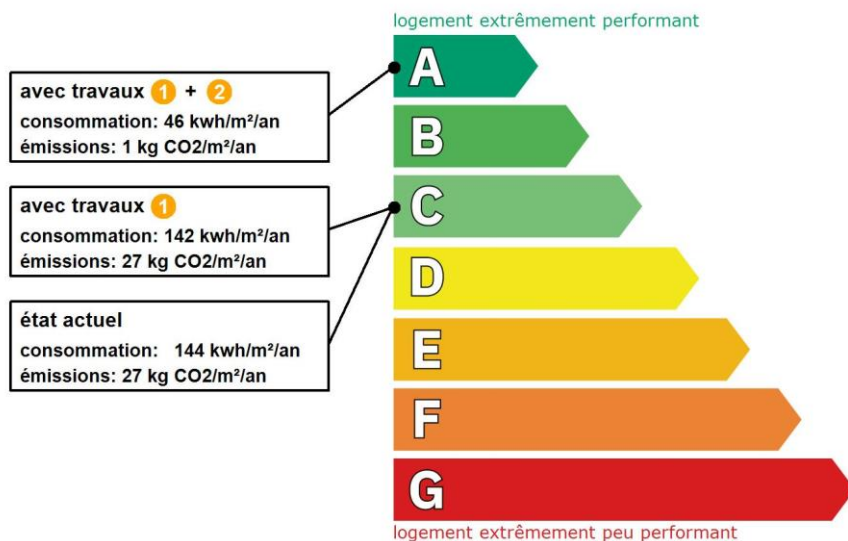 logement extrêmement performant
avec travaux 1 + 2
consommation: 46 kwh/m²/an
émissions: 1 kg CO2/m²/an
avec travaux 1
consommation: 142 kwh/m²/an
émissions: 27 kg CO2/m²/an
état actuel
consommation: 144 kwh/m²/an
émissions: 27 kg CO2/m²/an
A
B
C
D
E
F
G
logement extrêmement peu performant